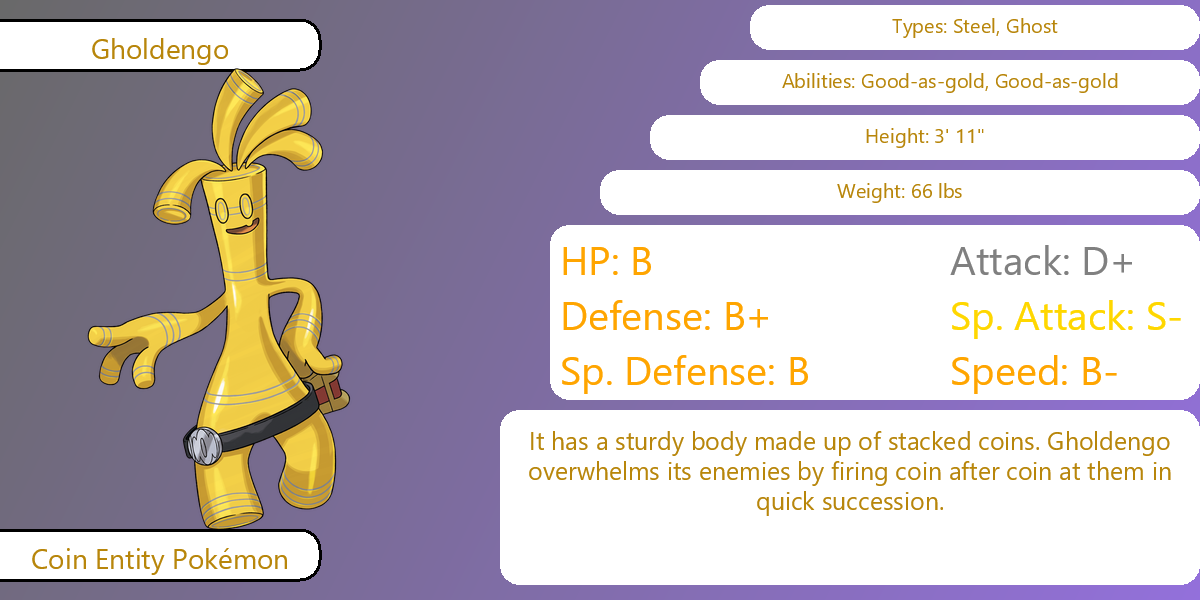 Gholdengo
Types: Steel, Ghost
Abilities: Good-as-gold, Good-as-gold
Height: 3' 11"
Weight: 66 lbs
HP: B
Attack: D+
Defense: B+
Sp. Attack: S-
Sp. Defense: B
Speed: B-
It has a sturdy body made up of stacked coins. Gholdengo
overwhelms its enemies by firing coin after coin at them in
quick succession.
Coin Entity Pokémon